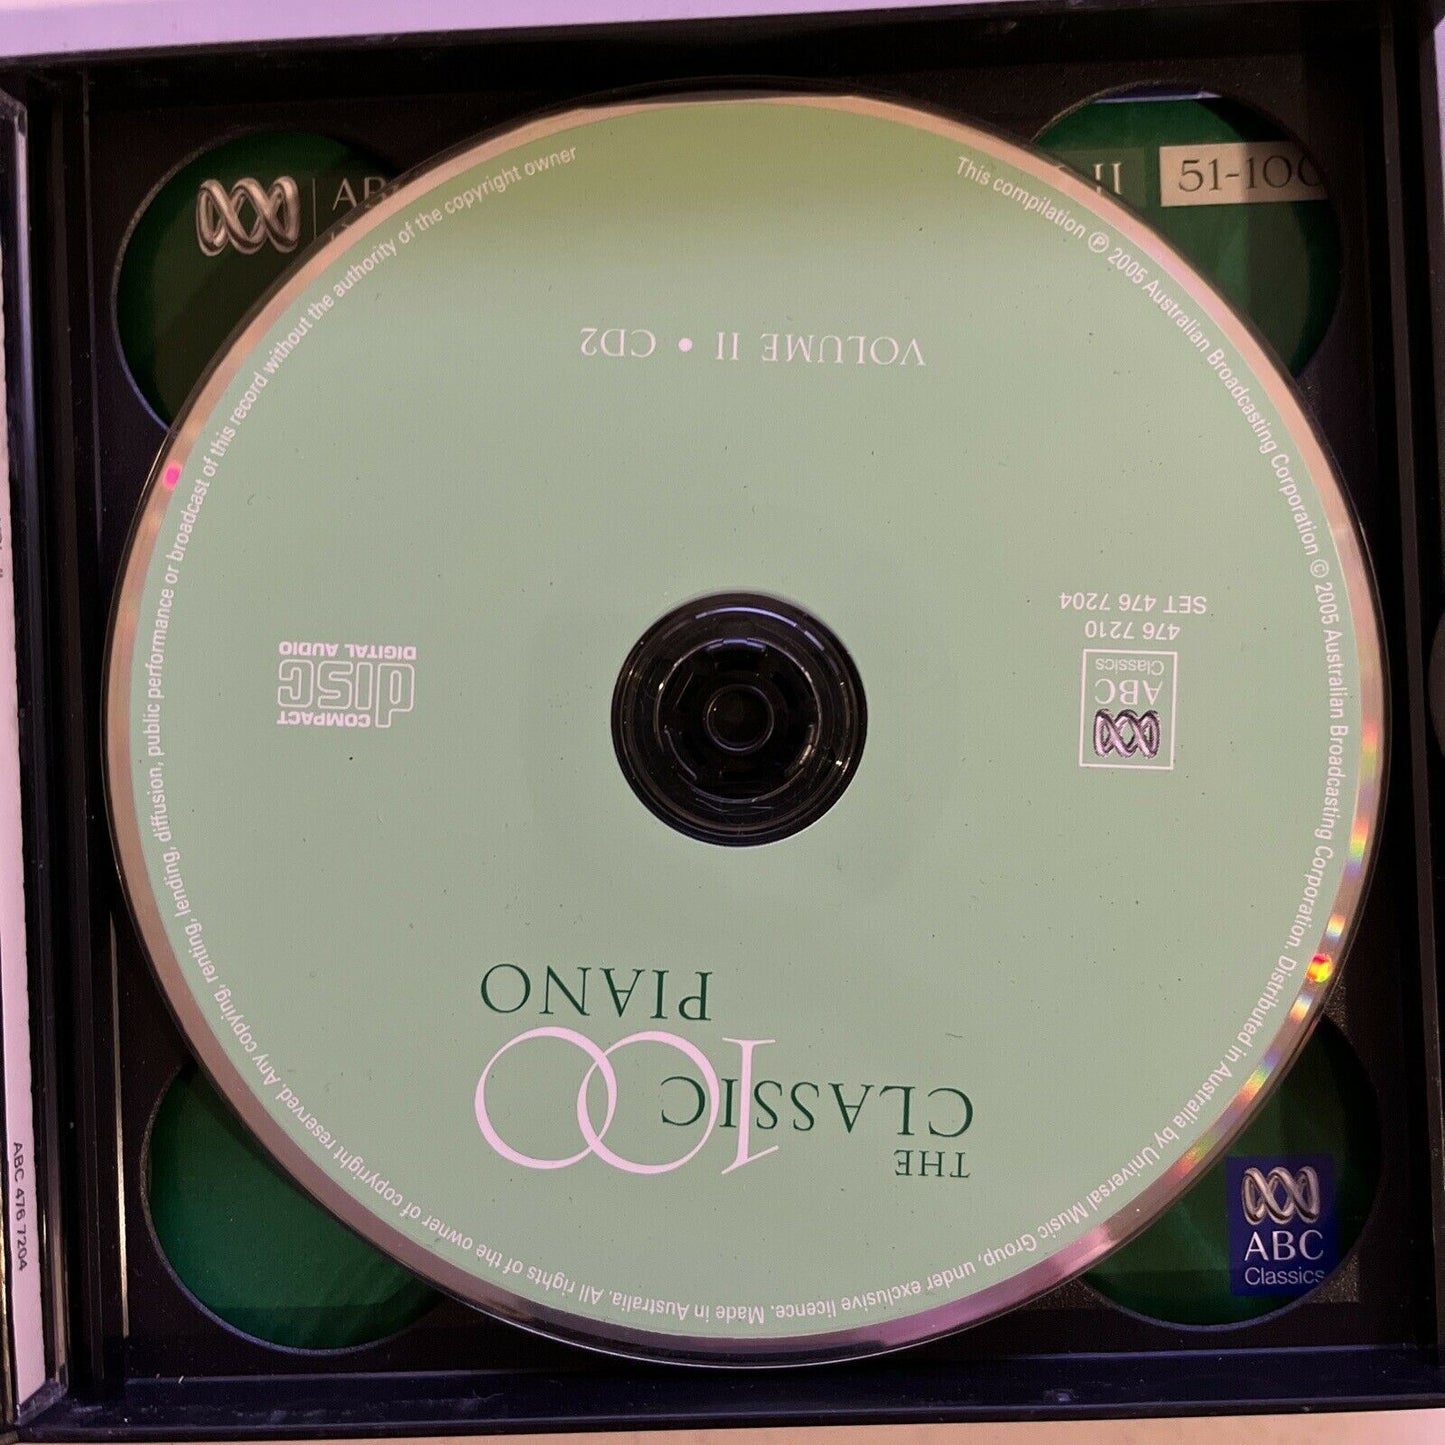 THE
CLASSIC
100
PIANO
ABC
Classics
476 7210
SET 476 7204
COMPACT
disc
DIGITAL AUDIO
VOLUME II • CD2
This compilation ℗ 2005 Australian Broadcasting Corporation © 2005 Australian Broadcasting Corporation. Distributed in Australia by Universal Music Group, under exclusive licence. Made in Australia. All rights of the owner of copyright reserved. Any copying, renting, lending, diffusion, public performance or broadcast of this record without the authority of the copyright owner
II
51-100
ABC
Classics
ABC 476 7204